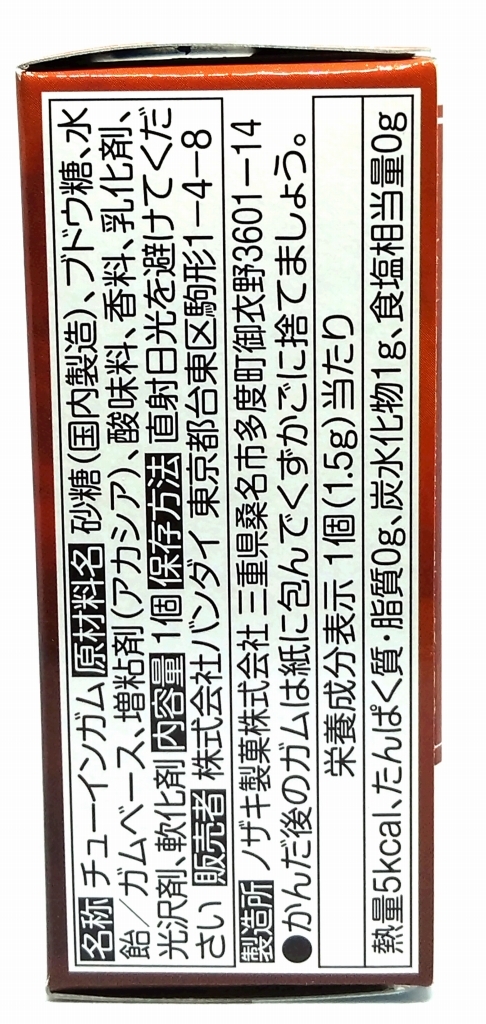 名称 チューインガム 原材料名 砂糖(国内製造)、ブドウ糖、水
飴/ガムベース、増粘剤(アカシア)、酸味料、香料、乳化剤、
光沢剤、軟化剤 内容量 1個 保存方法 直射日光を避けてくだ
さい 販売者 株式会社バンダイ 東京都台東区駒形1-4-8
製造所 ノザキ製菓株式会社 三重県桑名市多度町御衣野3601-14
●かんだ後のガムは紙に包んでくずかごに捨てましょう。
栄養成分表示 1個(1.5g)当たり
熱量5kcal、たんぱく質・脂質0g、炭水化物1g、食塩相当量0g